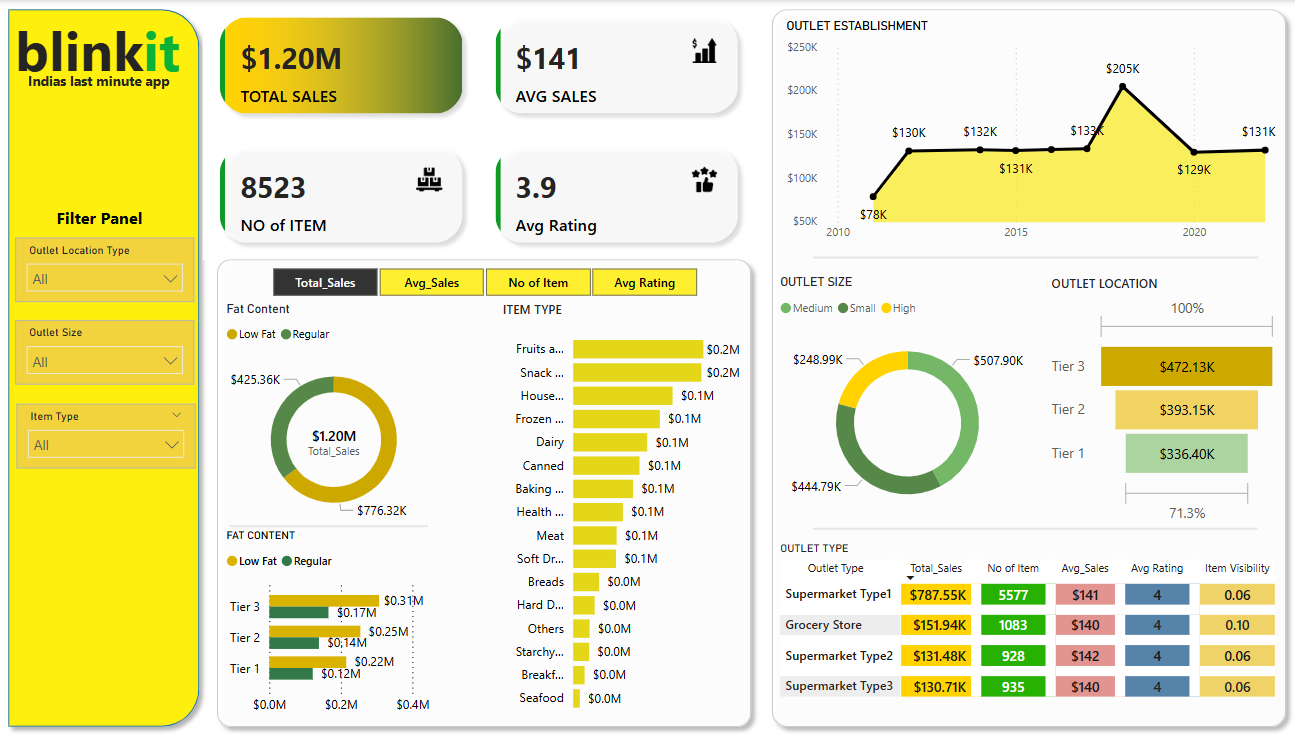 blinkit
Indias last minute app
Filter Panel
Outlet Location Type
All
Outlet Size
All
Item Type
All
$1.20M
TOTAL SALES
$141
AVG SALES
8523
NO of ITEM
3.9
Avg Rating
Total_Sales Avg_Sales No of Item Avg Rating
Fat Content
Low Fat Regular
$425.36K
$1.20M
Total_Sales
$776.32K
FAT CONTENT
Low Fat Regular
Tier 3 $0.31M $0.17M
Tier 2 $0.25M $0.14M
Tier 1 $0.22M $0.12M
$0.0M $0.2M $0.4M
ITEM TYPE
Fruits a... $0.2M
Snack ... $0.2M
House... $0.1M
Frozen ... $0.1M
Dairy $0.1M
Canned $0.1M
Baking ... $0.1M
Health ... $0.1M
Meat $0.1M
Soft Dr... $0.1M
Breads $0.0M
Hard D... $0.0M
Others $0.0M
Starchy... $0.0M
Breakf... $0.0M
Seafood $0.0M
OUTLET ESTABLISHMENT
$250K
$200K
$150K
$100K
$50K
$78K $130K $132K $131K $133K $205K $129K $131K
2010 2015 2020
OUTLET SIZE
Medium Small High
$248.99K $507.90K
$444.79K
OUTLET LOCATION
100%
Tier 3 $472.13K
Tier 2 $393.15K
Tier 1 $336.40K
71.3%
OUTLET TYPE
Outlet Type Total_Sales No of Item Avg_Sales Avg Rating Item Visibility
Supermarket Type1 $787.55K 5577 $141 4 0.06
Grocery Store $151.94K 1083 $140 4 0.10
Supermarket Type2 $131.48K 928 $142 4 0.06
Supermarket Type3 $130.71K 935 $140 4 0.06